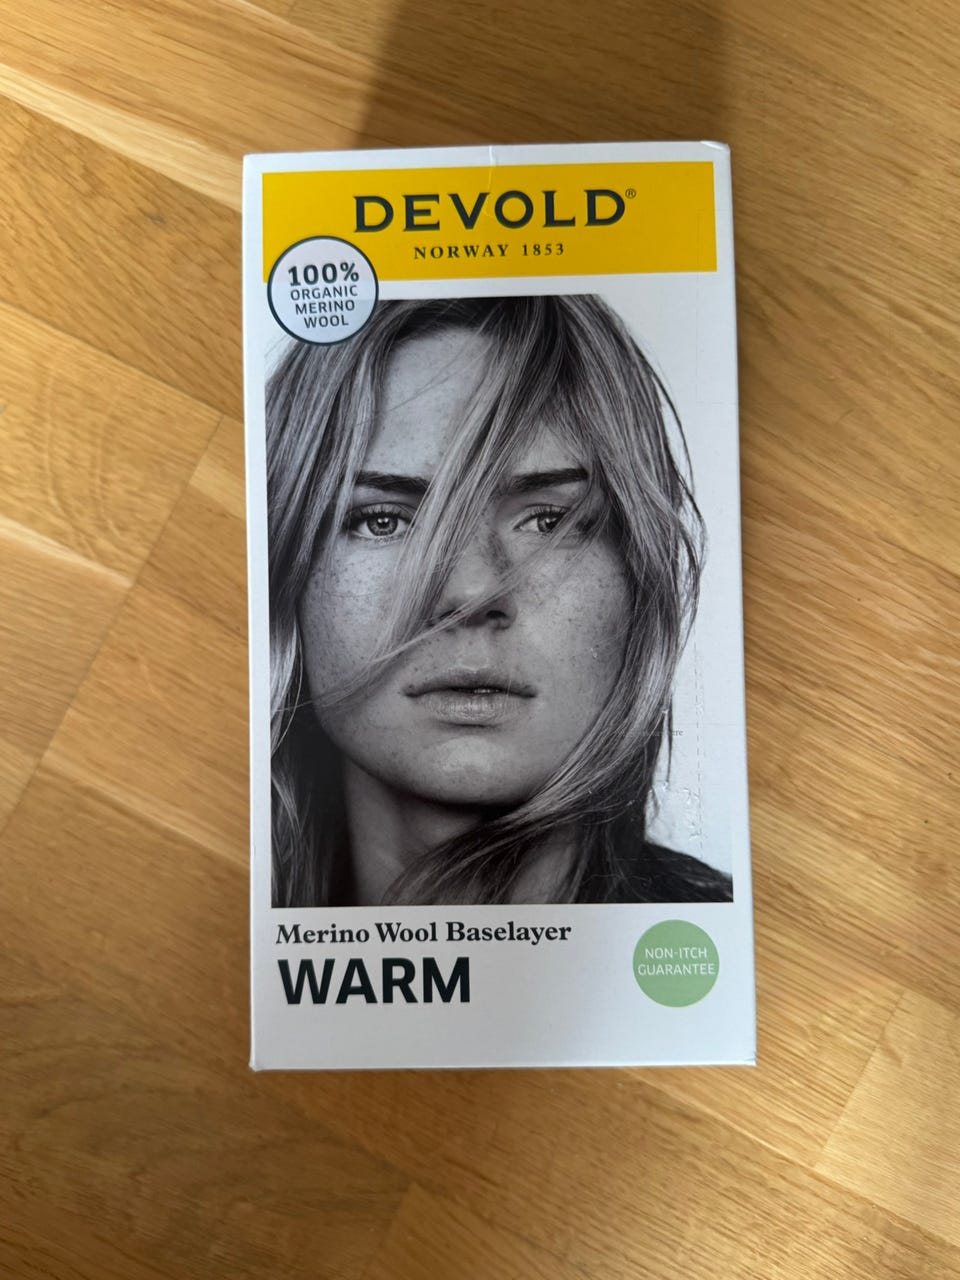 DEVOLD®
NORWAY 1853
100%
ORGANIC
MERINO
WOOL
Merino Wool Baselayer
WARM
NON-ITCH
GUARANTEE